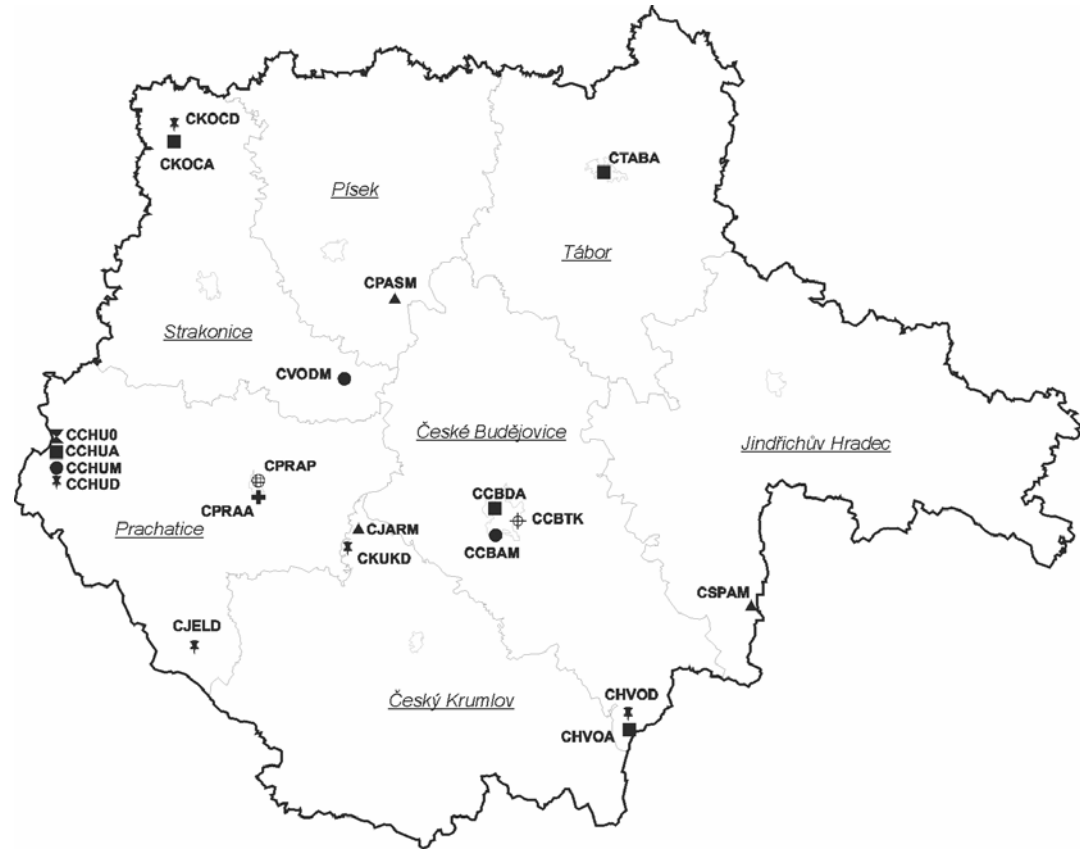 CKOCD
CKOCA
CTABA
Písek
Tábor
CPASM
Strakonice
CVODM
České Budějovice
CCHU0
CCHUA
CCHUM
CCHUD
Jindřichův Hradec
CPRAP
CPRAA
CCBDA
CCBTK
Prachatice
CJARM
CKUKD
CCBAM
CSPAM
CJELD
Český Krumlov
CHVOD
CHVOA